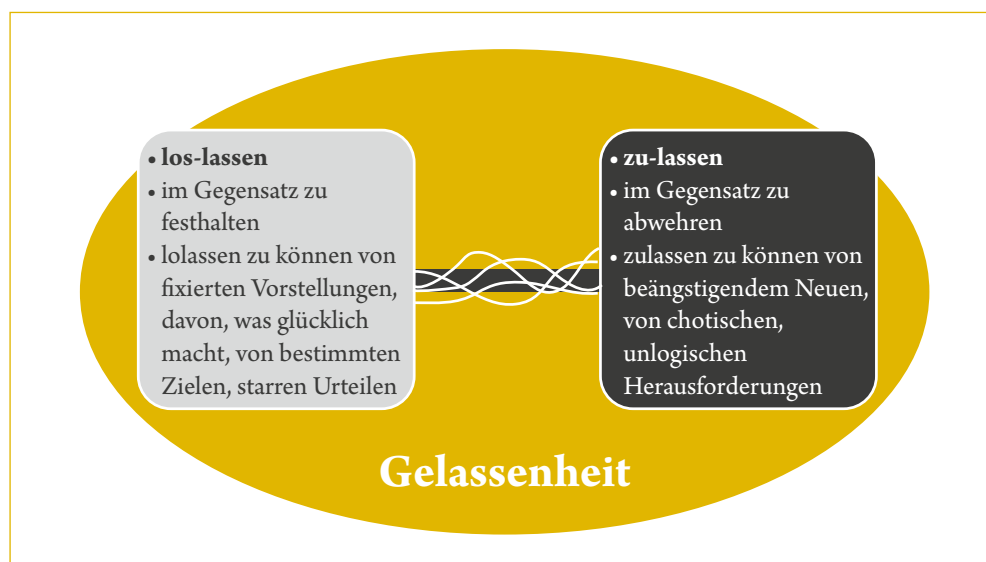 • los-lassen
• im Gegensatz zu
festhalten
• lolassen zu können von
fixierten Vorstellungen,
davon, was glücklich
macht, von bestimmten
Zielen, starren Urteilen
• zu-lassen
• im Gegensatz zu
abwehren
• zulassen zu können von
beängstigendem Neuen,
von chotischen,
unlogischen
Herausforderungen
Gelassenheit